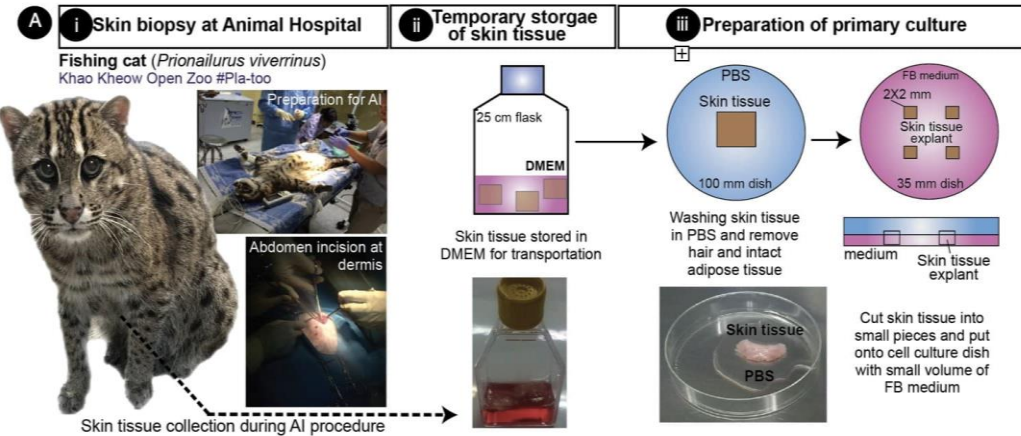 A
i Skin biopsy at Animal Hospital
Fishing cat (Prionailurus viverrinus)
Khao Kheow Open Zoo #Pla-too
Preparation for AI
Abdomen incision at
dermis
Skin tissue collection during AI procedure
ii Temporary storgae
of skin tissue
25 cm flask
DMEM
Skin tissue stored in
DMEM for transportation
iii Preparation of primary culture
PBS
Skin tissue
100 mm dish
Washing skin tissue
in PBS and remove
hair and intact
adipose tissue
Skin tissue
PBS
FB medium
2X2 mm
Skin tissue
explant
35 mm dish
medium
Skin tissue
explant
Cut skin tissue into
small pieces and put
onto cell culture dish
with small volume of
FB medium